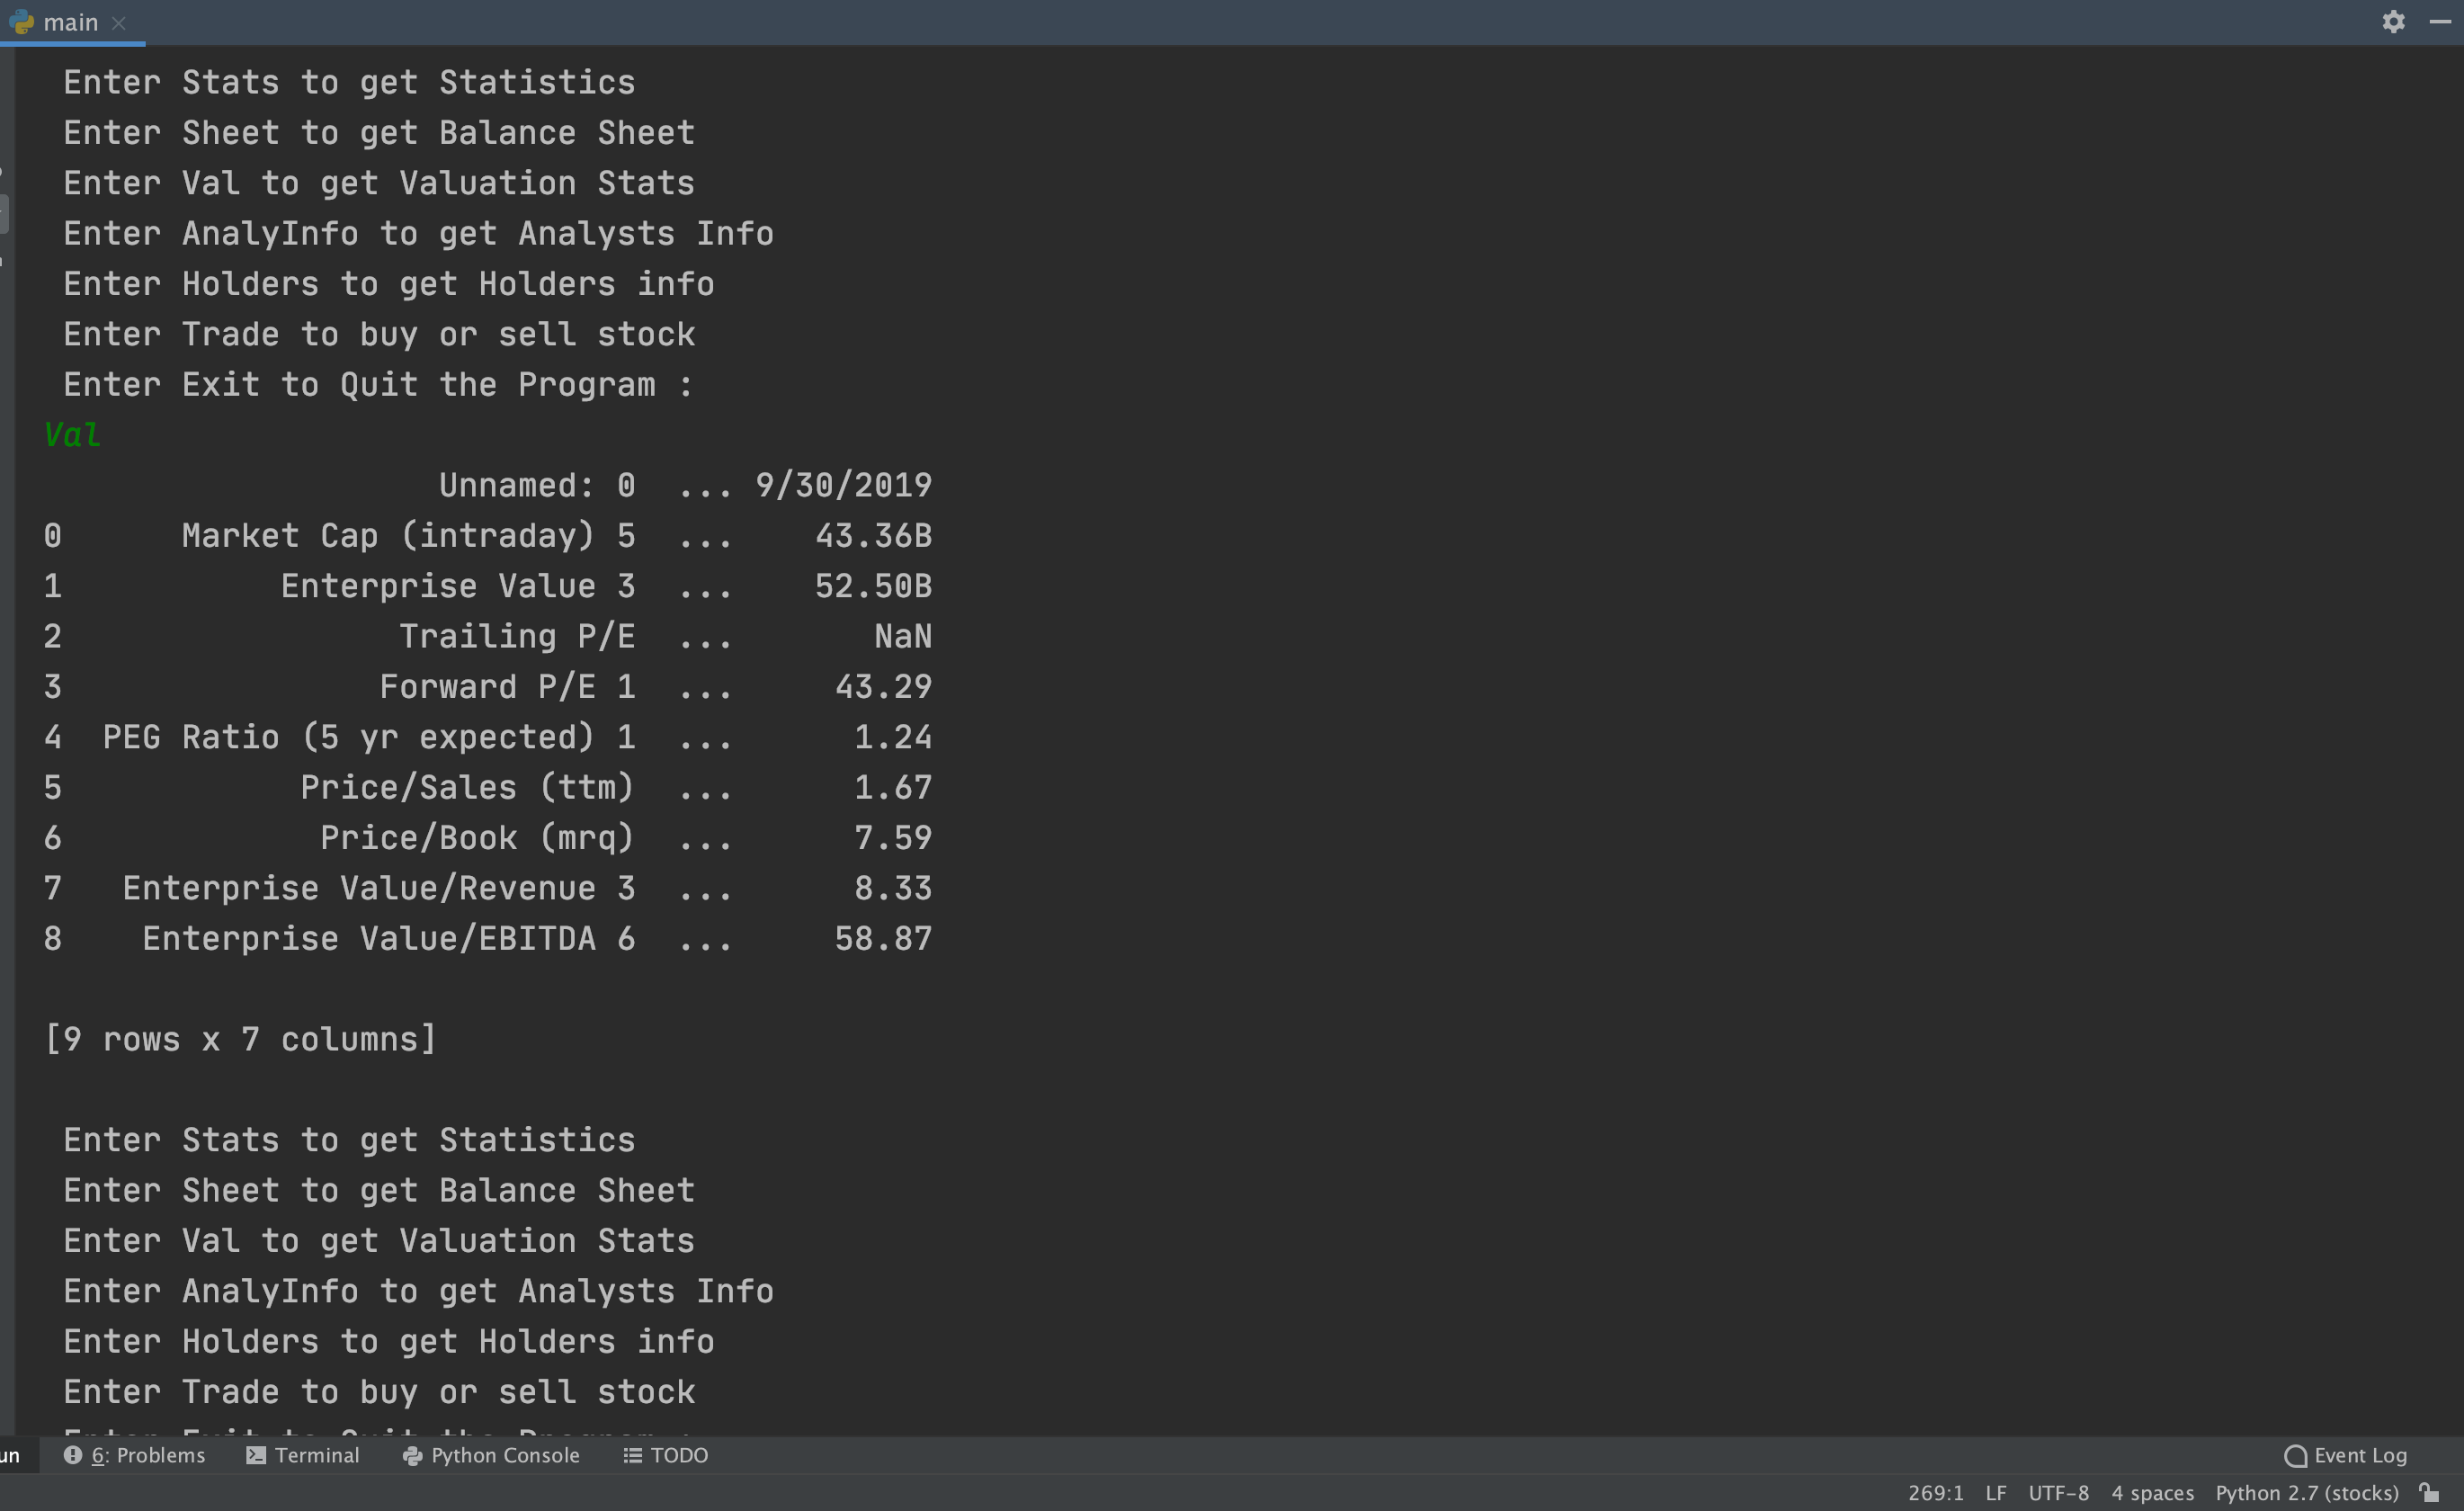 main
Enter Stats to get Statistics
Enter Sheet to get Balance Sheet
Enter Val to get Valuation Stats
Enter AnalyInfo to get Analysts Info
Enter Holders to get Holders info
Enter Trade to buy or sell stock
Enter Exit to Quit the Program :
Val
Unnamed: 0 ... 9/30/2019
0 Market Cap (intraday) 5 ... 43.36B
1 Enterprise Value 3 ... 52.50B
2 Trailing P/E ... NaN
3 Forward P/E 1 ... 43.29
4 PEG Ratio (5 yr expected) 1 ... 1.24
5 Price/Sales (ttm) ... 1.67
6 Price/Book (mrq) ... 7.59
7 Enterprise Value/Revenue 3 ... 8.33
8 Enterprise Value/EBITDA 6 ... 58.87
[9 rows x 7 columns]
Enter Stats to get Statistics
Enter Sheet to get Balance Sheet
Enter Val to get Valuation Stats
Enter AnalyInfo to get Analysts Info
Enter Holders to get Holders info
Enter Trade to buy or sell stock
6: Problems Terminal Python Console TODO Event Log
269:1 LF UTF-8 4 spaces Python 2.7 (stocks)